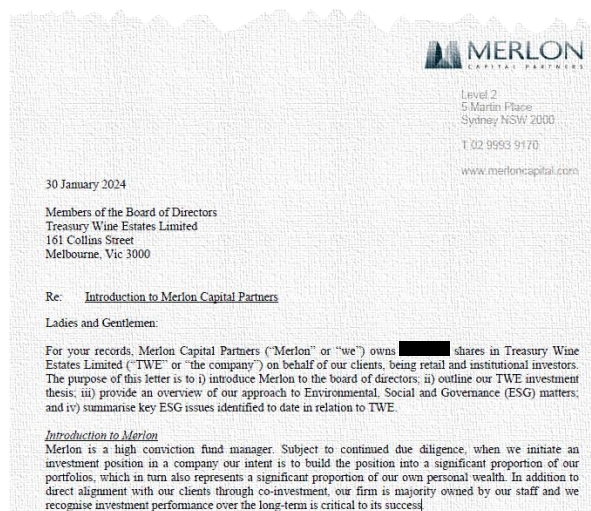 MERLON
CAPITAL PARTNERS
Level 2
5 Martin Place
Sydney NSW 2000
T 02 9993 9170
www.merloncapital.com
30 January 2024
Members of the Board of Directors
Treasury Wine Estates Limited
161 Collins Street
Melbourne, Vic 3000
Re: Introduction to Merlon Capital Partners
Ladies and Gentlemen:
For your records, Merlon Capital Partners (“Merlon” or “we”) owns shares in Treasury Wine
Estates Limited (“TWE” or “the company”) on behalf of our clients, being retail and institutional investors.
The purpose of this letter is to i) introduce Merlon to the board of directors; ii) outline our TWE investment
thesis; iii) provide an overview of our approach to Environmental, Social and Governance (ESG) matters;
and iv) summarise key ESG issues identified to date in relation to TWE.
Introduction to Merlon
Merlon is a high conviction fund manager. Subject to continued due diligence, when we initiate an
investment position in a company our intent is to build the position into a significant proportion of our
portfolios, which in turn also represents a significant proportion of our own personal wealth. In addition to
direct alignment with our clients through co-investment, our firm is majority owned by our staff and we
recognise investment performance over the long-term is critical to its success